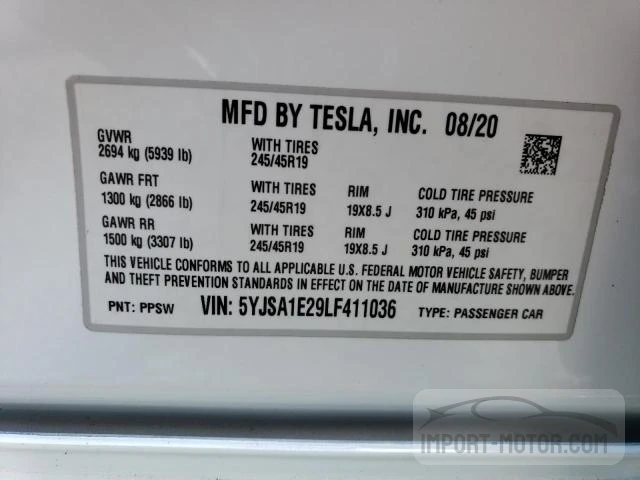 MFD BY TESLA, INC. 08/20
GVWR
2694 kg (5939 lb)
WITH TIRES
245/45R19
GAWR FRT
1300 kg (2866 lb)
WITH TIRES
245/45R19
RIM
19X8.5 J
COLD TIRE PRESSURE
310 kPa, 45 psi
GAWR RR
1500 kg (3307 lb)
WITH TIRES
245/45R19
RIM
19X8.5 J
COLD TIRE PRESSURE
310 kPa, 45 psi
THIS VEHICLE CONFORMS TO ALL APPLICABLE U.S. FEDERAL MOTOR VEHICLE SAFETY, BUMPER
AND THEFT PREVENTION STANDARDS IN EFFECT ON THE DATE OF MANUFACTURE SHOWN ABOVE.
PNT: PPSW VIN: 5YJSA1E29LF411036 TYPE: PASSENGER CAR
IMPORT-MOTOR.COM